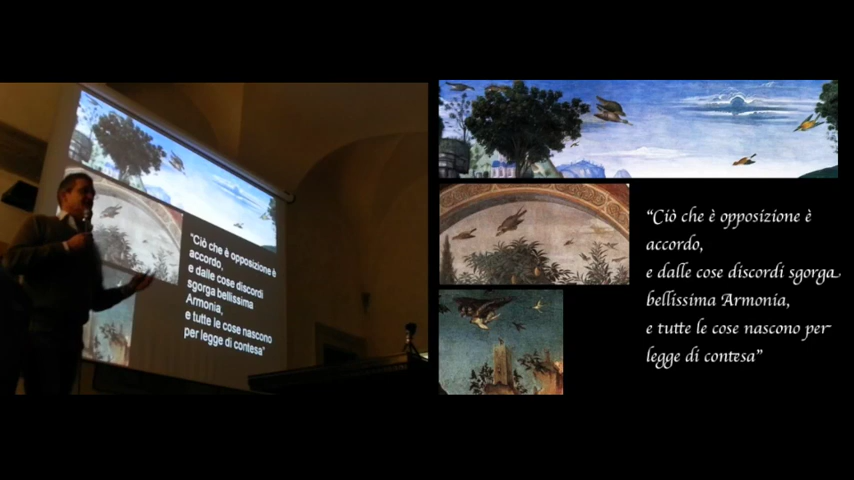 "Ciò che è opposizione è
accordo,
e dalle cose discordi
sgorga bellissima
Armonia,
e tutte le cose nascono
per legge di contesa"
"Ciò che è opposizione è
accordo,
e dalle cose discordi sgorga
bellissima Armonia,
e tutte le cose nascono per
legge di contesa"